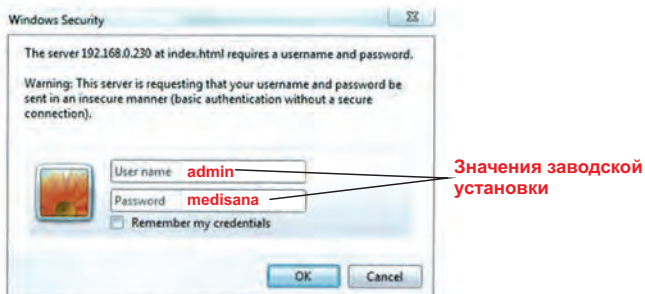 Windows Security
The server 192.168.0.230 at index.html requires a username and password.
Warning: This server is requesting that your username and password be
sent in an insecure manner (basic authentication without a secure
connection).
User name admin
Password medisana
Remember my credentials
Значения заводской
установки
OK Cancel